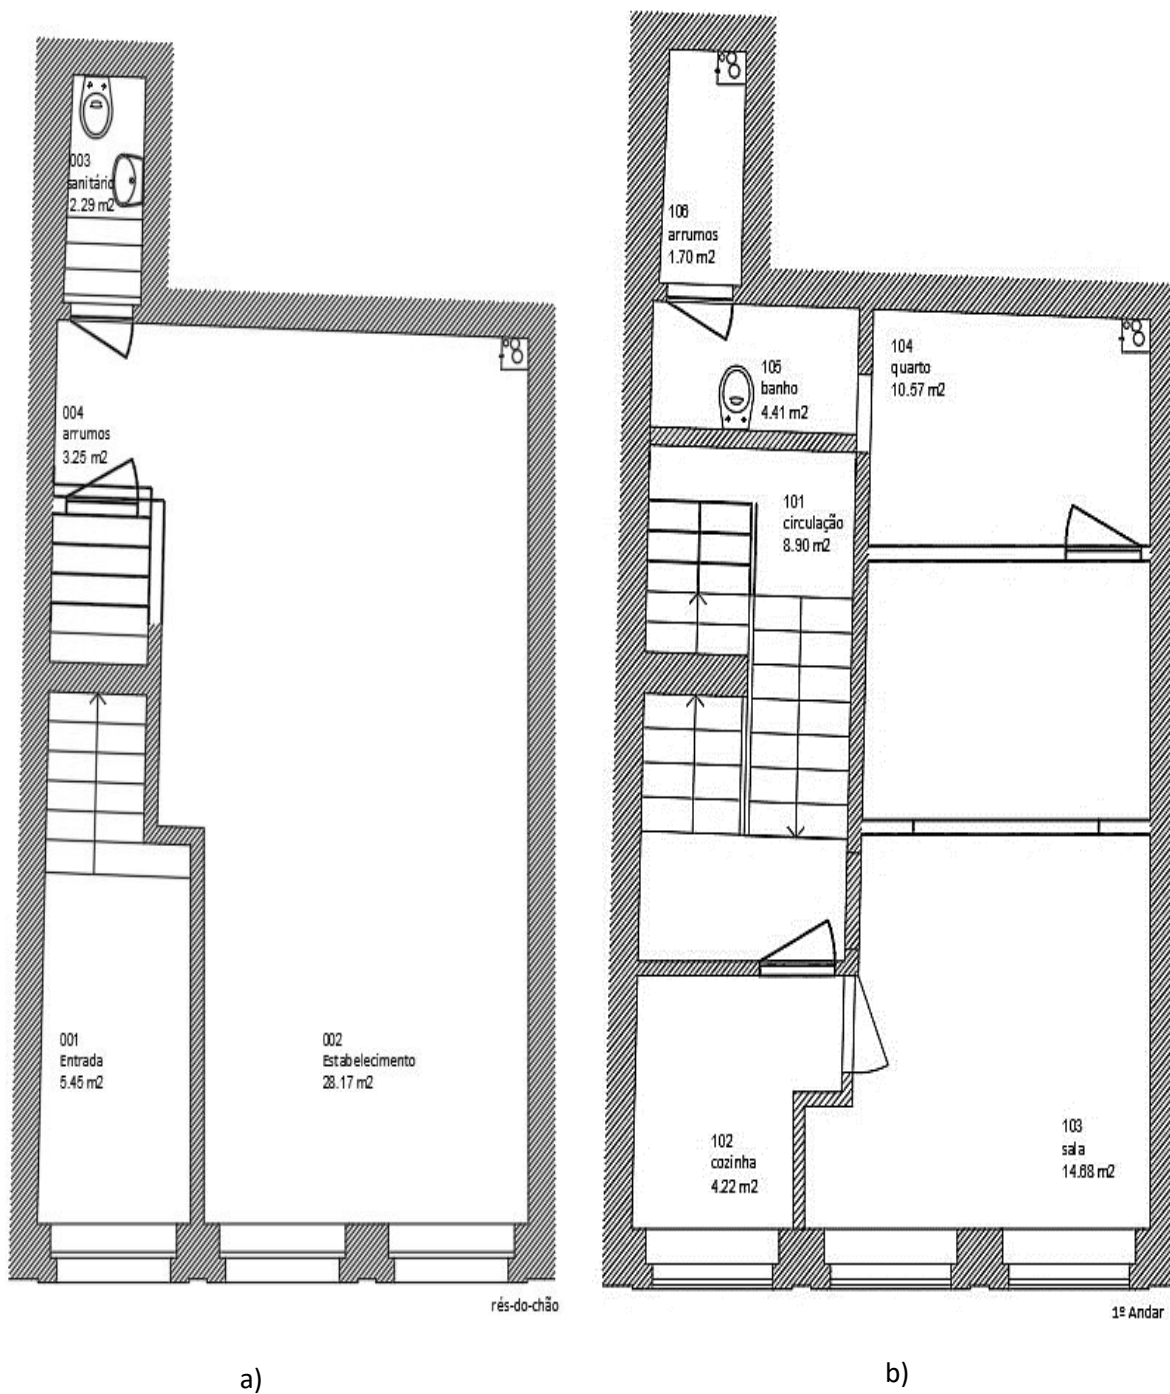 003
sanitário
2.29 m2
004
arrumos
3.25 m2
001
Entrada
5.45 m2
002
Estabelecimento
28.17 m2
rés-do-chão
a)
106
arrumos
1.70 m2
105
banho
4.41 m2
104
quarto
10.57 m2
101
circulação
8.90 m2
102
cozinha
4.22 m2
103
sala
14.68 m2
1º Andar
b)